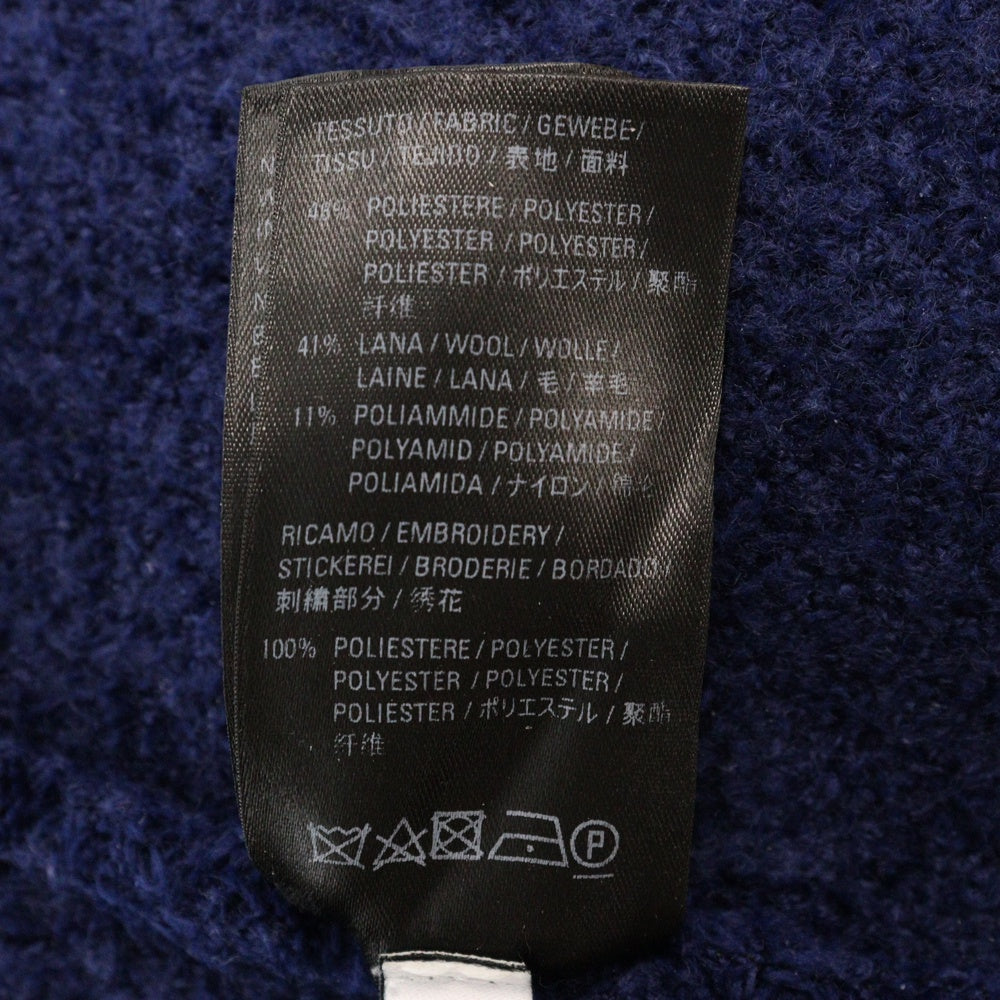 TESSUTO / FABRIC / GEWEBE /
TISSU / TEJIDO / 表地 / 面料
48% POLIESTERE / POLYESTER /
POLYESTER / POLYESTER /
POLIESTER / ポリエステル / 聚酯
纤维
41% LANA / WOOL / WOLLE /
LAINE / LANA / 毛 / 羊毛
11% POLIAMMIDE / POLYAMIDE /
POLYAMID / POLYAMIDE /
POLIAMIDA / ナイロン /
RICAMO / EMBROIDERY /
STICKEREI / BRODERIE / BORDADO /
刺繍部分 / 绣花
100% POLIESTERE / POLYESTER /
POLYESTER / POLYESTER /
POLIESTER / ポリエステル / 聚酯
纤维
P